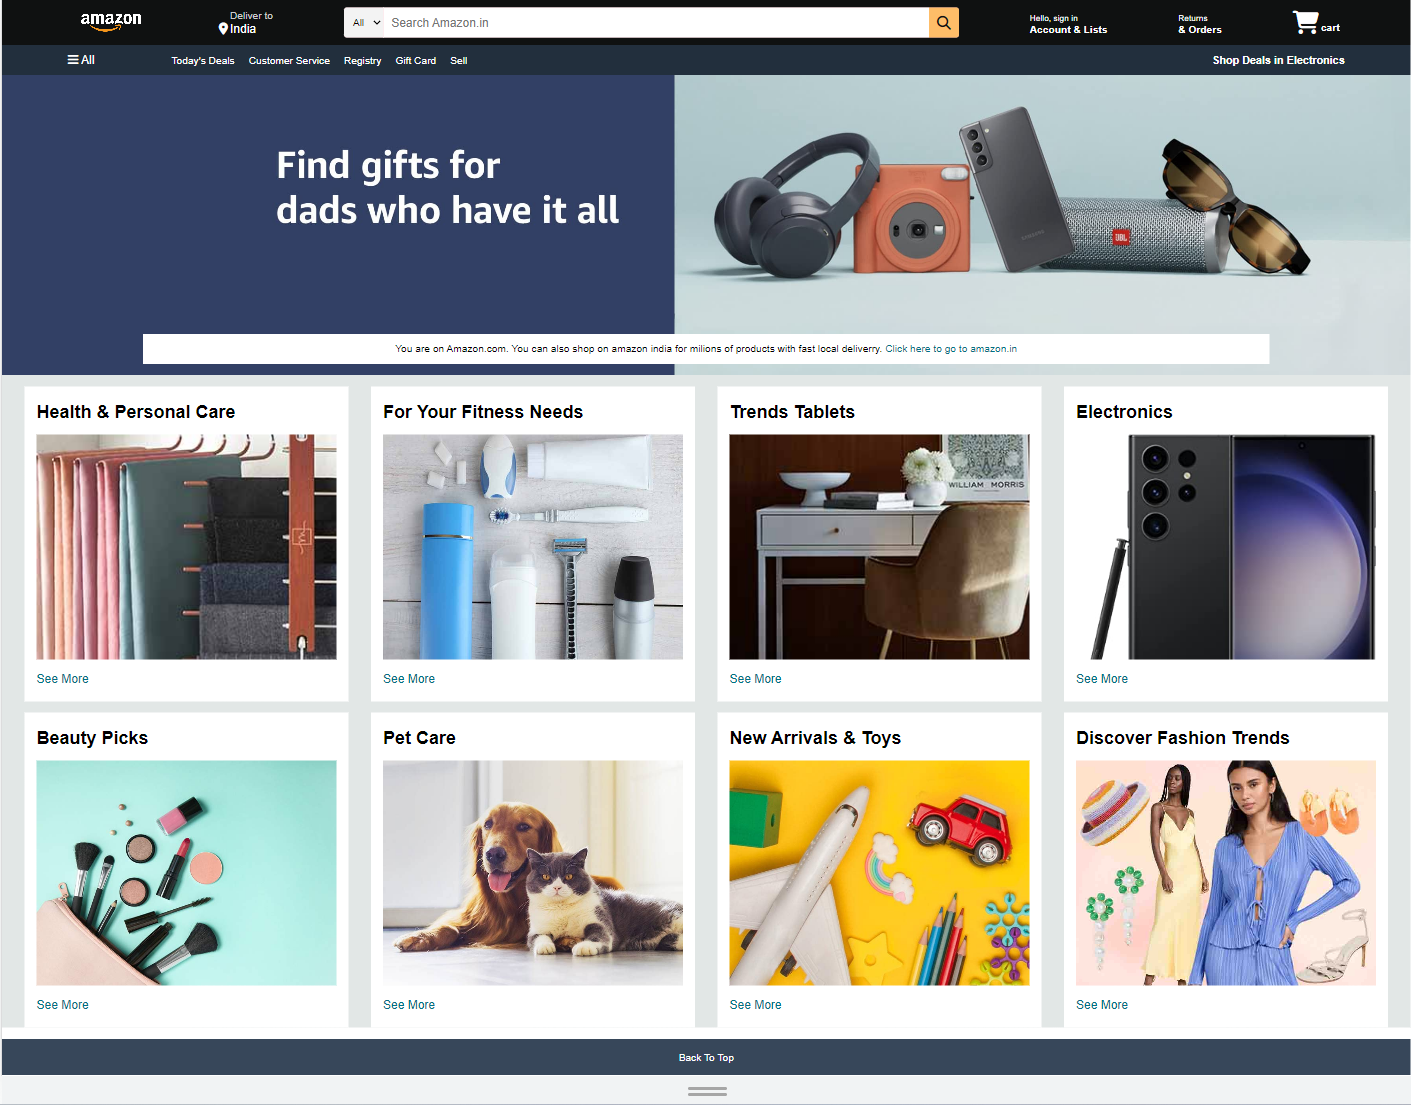 amazon
Deliver to
India
All
Search Amazon.in
Hello, sign in
Account & Lists
Returns
& Orders
cart
All
Today's Deals
Customer Service
Registry
Gift Card
Sell
Shop Deals in Electronics
Find gifts for
dads who have it all
SAMSUNG
JBL
You are on Amazon.com. You can also shop on amazon india for milions of products with fast local deliverry. Click here to go to amazon.in
Health & Personal Care
For Your Fitness Needs
Trends Tablets
Electronics
WILLIAM MORRIS
See More
See More
See More
See More
Beauty Picks
Pet Care
New Arrivals & Toys
Discover Fashion Trends
See More
See More
See More
See More
Back To Top